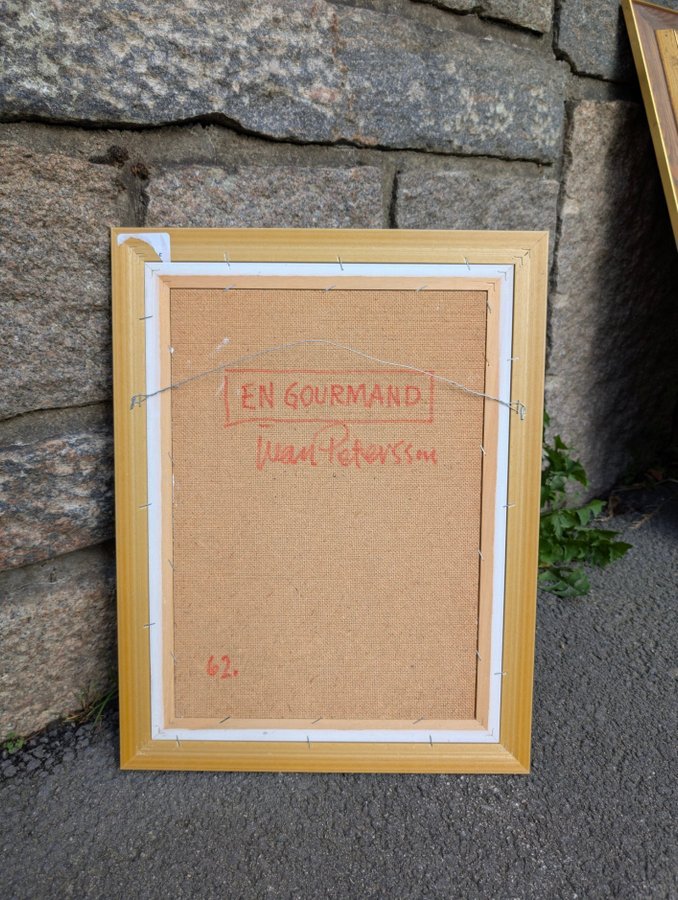 EN GOURMAND
Ivan Petersson
62.